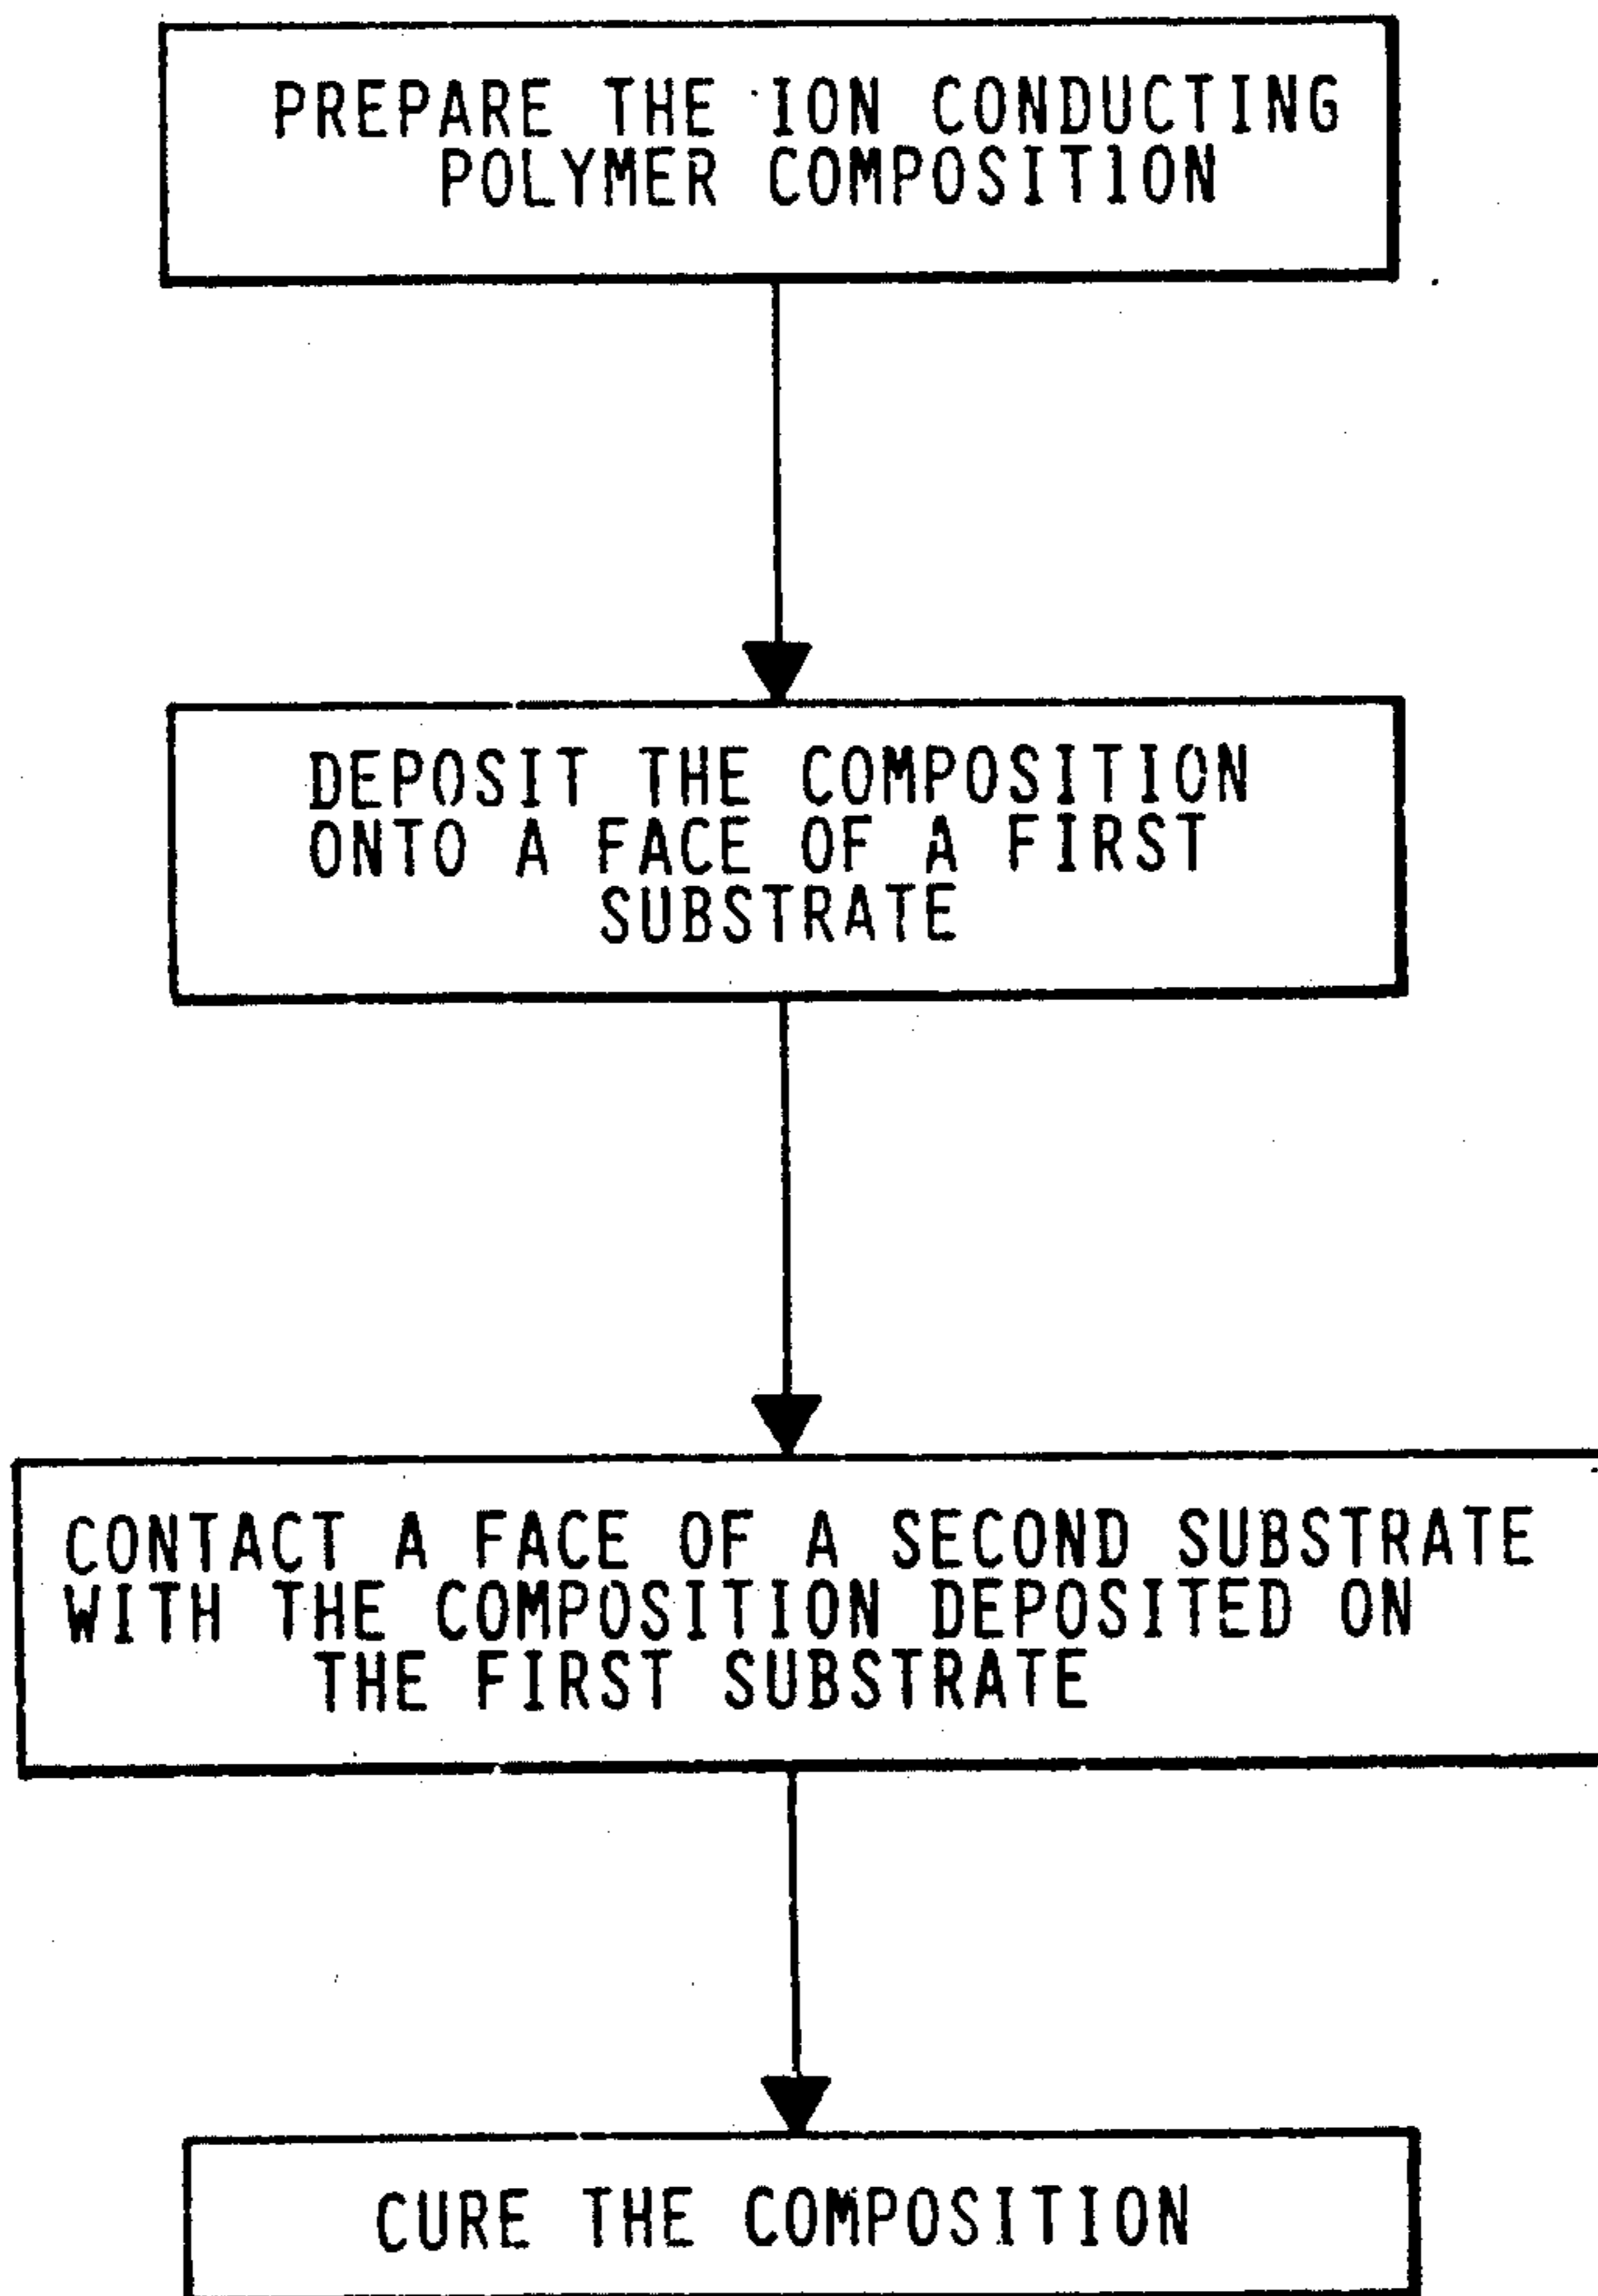 PREPARE THE ION CONDUCTING
POLYMER COMPOSITION
DEPOSIT THE COMPOSITION
ONTO A FACE OF A FIRST
SUBSTRATE
CONTACT A FACE OF A SECOND SUBSTRATE
WITH THE COMPOSITION DEPOSITED ON
THE FIRST SUBSTRATE
CURE THE COMPOSITION